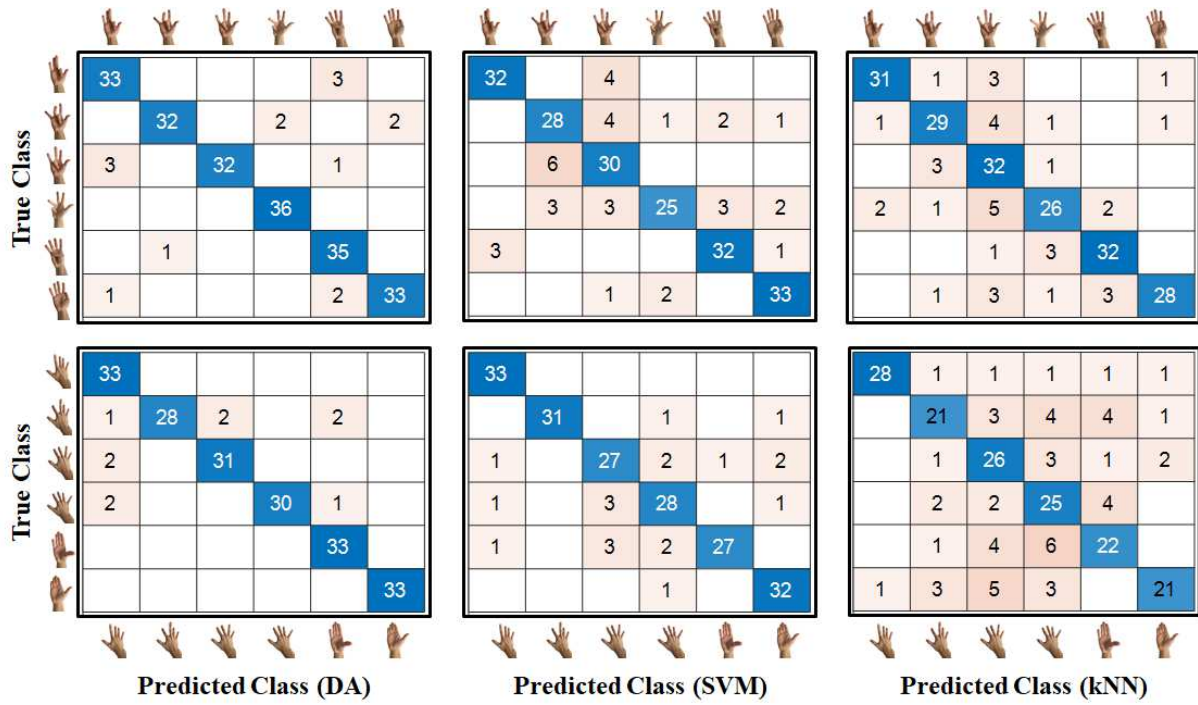 33 3
32 2 2
3 32 1
36
1 35
1 2 33
32 4
28 4 1 2 1
6 30
3 3 25 3 2
3 32 1
1 2 33
31 1 3 1
1 29 4 1 1
3 32 1
2 1 5 26 2
1 3 32
1 3 1 3 28
True Class
33
1 28 2 2
2 31
2 30 1
33
33
33
31 1 1
1 27 2 1 2
1 3 28 1
1 3 2 27
1 32
28 1 1 1 1 1
21 3 4 4 1
1 26 3 1 2
2 2 25 4
1 4 6 22
1 3 5 3 21
True Class
Predicted Class (DA)
Predicted Class (SVM)
Predicted Class (kNN)